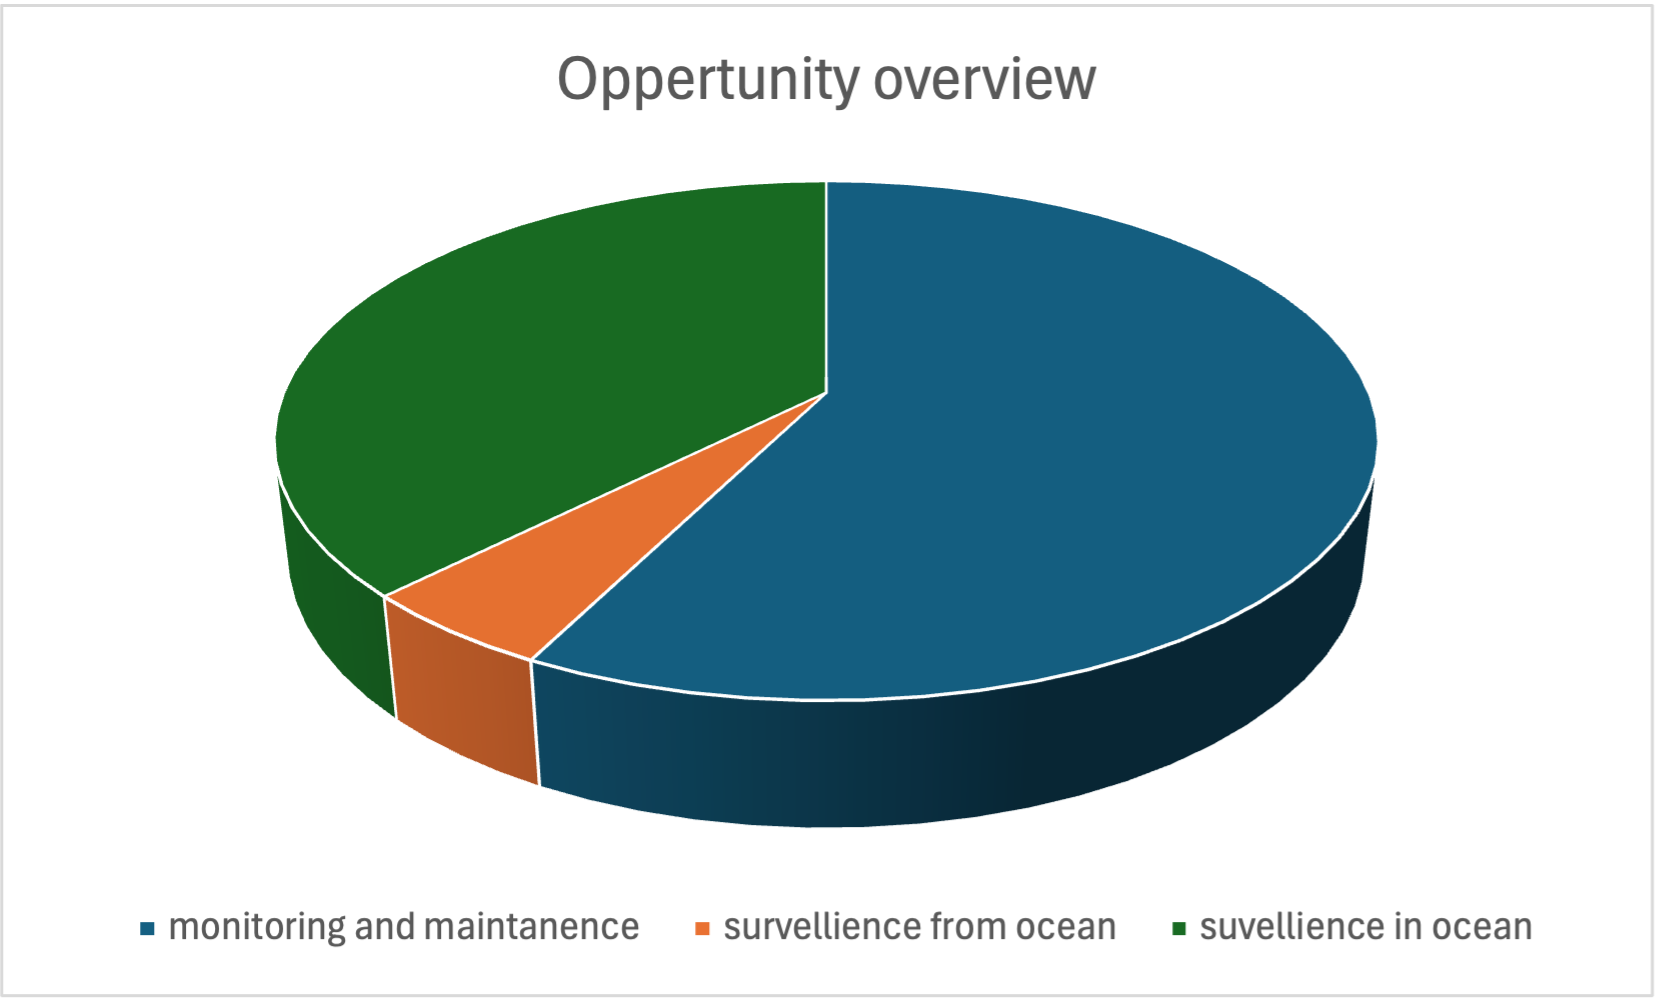 Oppertunity overview
monitoring and maintanence
survellience from ocean
suvellience in ocean